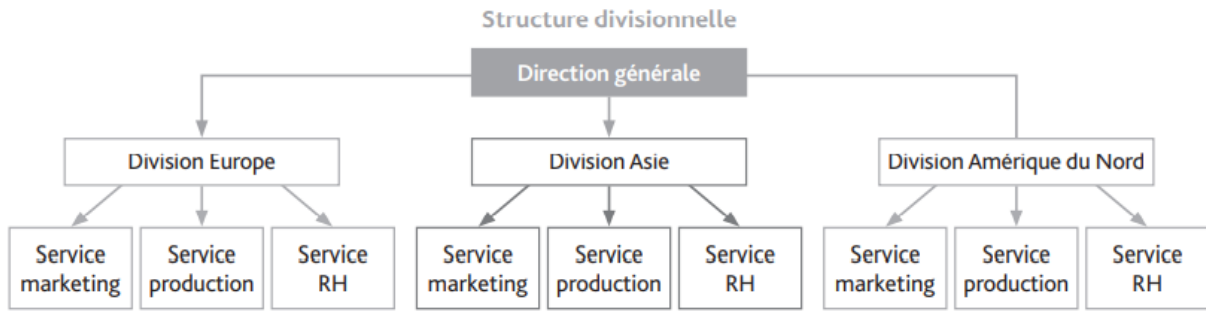 Structure divisionnelle
Direction générale
Division Europe
Division Asie
Division Amérique du Nord
Service
marketing
Service
production
Service
RH
Service
marketing
Service
production
Service
RH
Service
marketing
Service
production
Service
RH